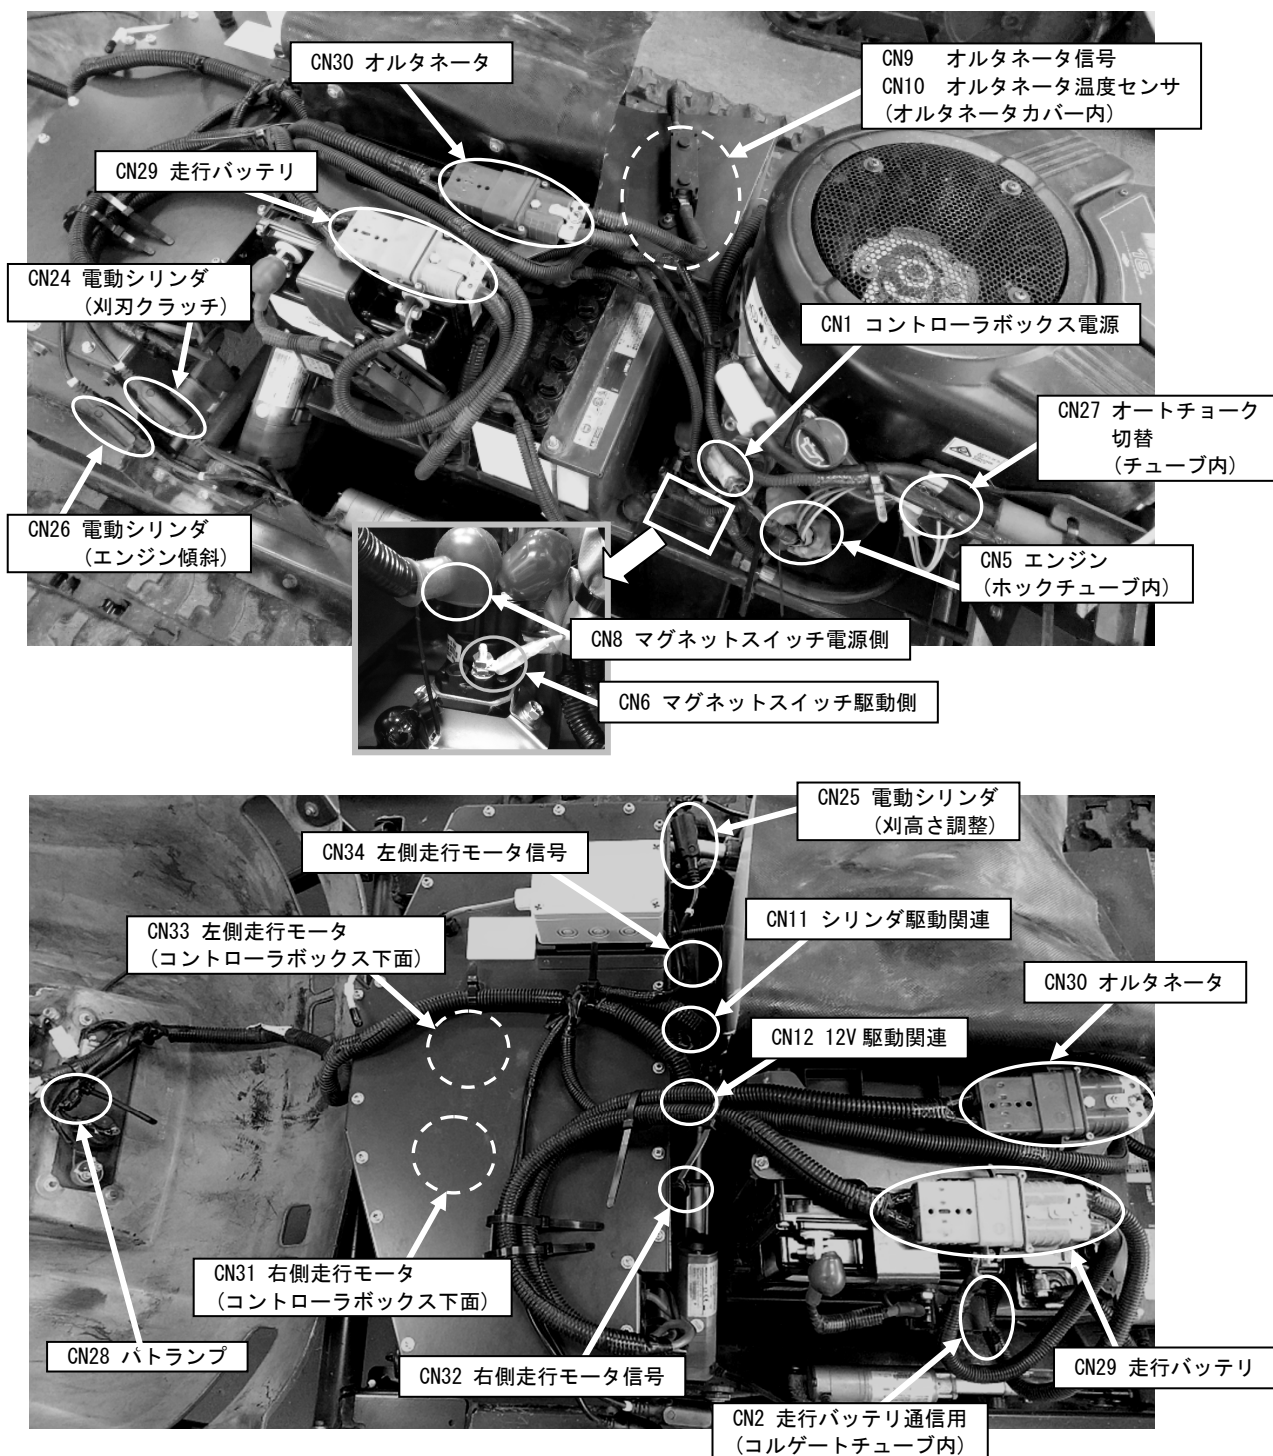 CN30 オルタネータ
CN9 オルタネータ信号
CN10 オルタネータ温度センサ
(オルタネータカバー内)
CN29 走行バッテリ
CN24 電動シリンダ
(刈刃クラッチ)
CN1 コントローラボックス電源
CN27 オートチョーク
切替
(チューブ内)
CN26 電動シリンダ
(エンジン傾斜)
CN5 エンジン
(ホックチューブ内)
CN8 マグネットスイッチ電源側
CN6 マグネットスイッチ駆動側
CN25 電動シリンダ
(刈高さ調整)
CN34 左側走行モータ信号
CN33 左側走行モータ
(コントローラボックス下面)
CN11 シリンダ駆動関連
CN30 オルタネータ
CN12 12V 駆動関連
CN31 右側走行モータ
(コントローラボックス下面)
CN28 パトランプ
CN32 右側走行モータ信号
CN29 走行バッテリ
CN2 走行バッテリ通信用
(コルゲートチューブ内)